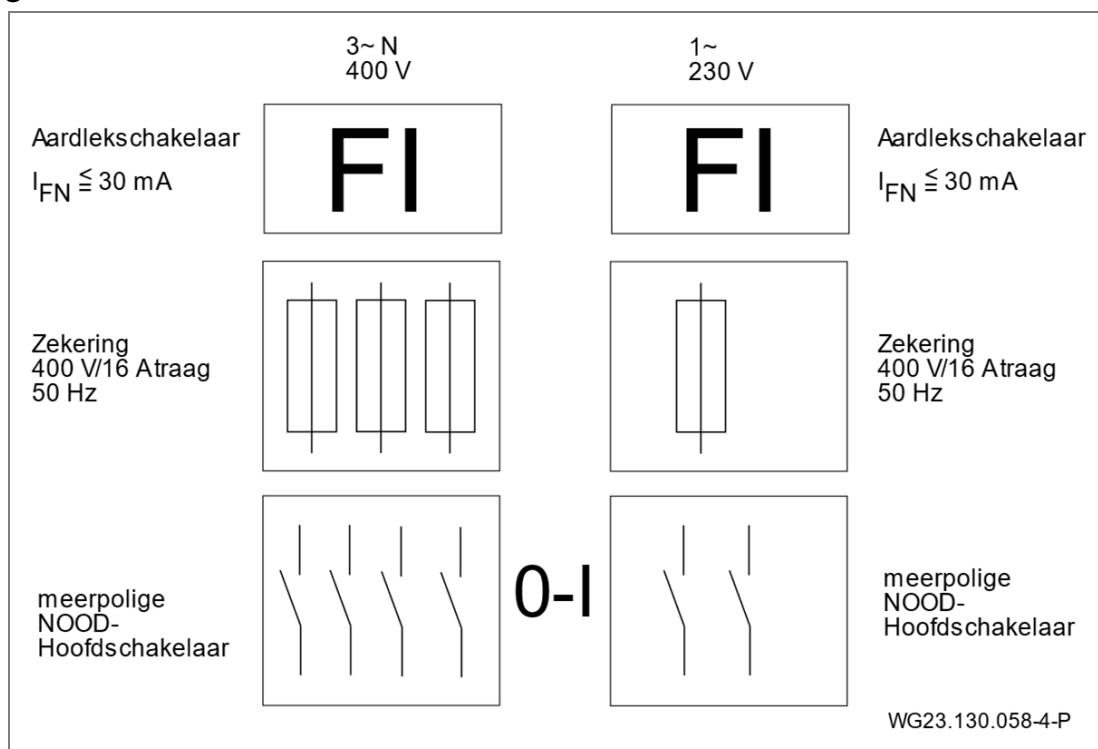 3~ N
400 V
1~
230 V
Aardlekschakelaar
IFN ≦ 30 mA
FI
FI
Aardlekschakelaar
IFN ≦ 30 mA
Zekering
400 V/16 Atraag
50 Hz
Zekering
400 V/16 Atraag
50 Hz
meerpolige
NOOD-
Hoofdschakelaar
0-I
meerpolige
NOOD-
Hoofdschakelaar
WG23.130.058-4-P